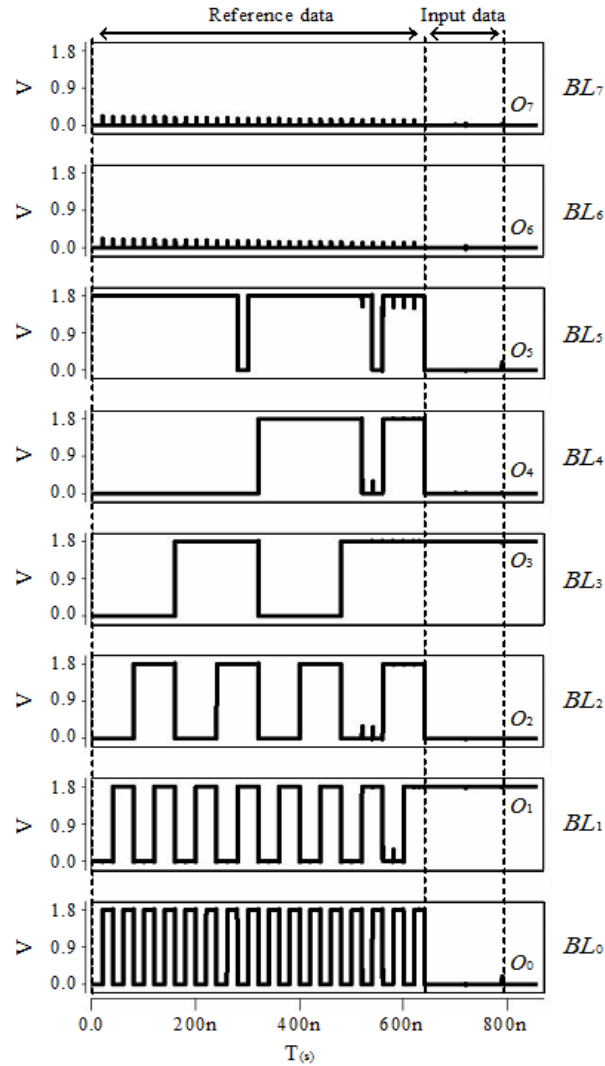 Reference data Input data
1.8
V 0.9 O7 BL7
0.0
1.8
V 0.9 O6 BL6
0.0
1.8
V 0.9 O5 BL5
0.0
1.8
V 0.9 O4 BL4
0.0
1.8 O3
V 0.9 BL3
0.0
1.8
V 0.9 O2 BL2
0.0
1.8 O1
V 0.9 BL1
0.0
1.8
V 0.9 O0 BL0
0.0
0.0 200n 400n 600n 800n
T(s)